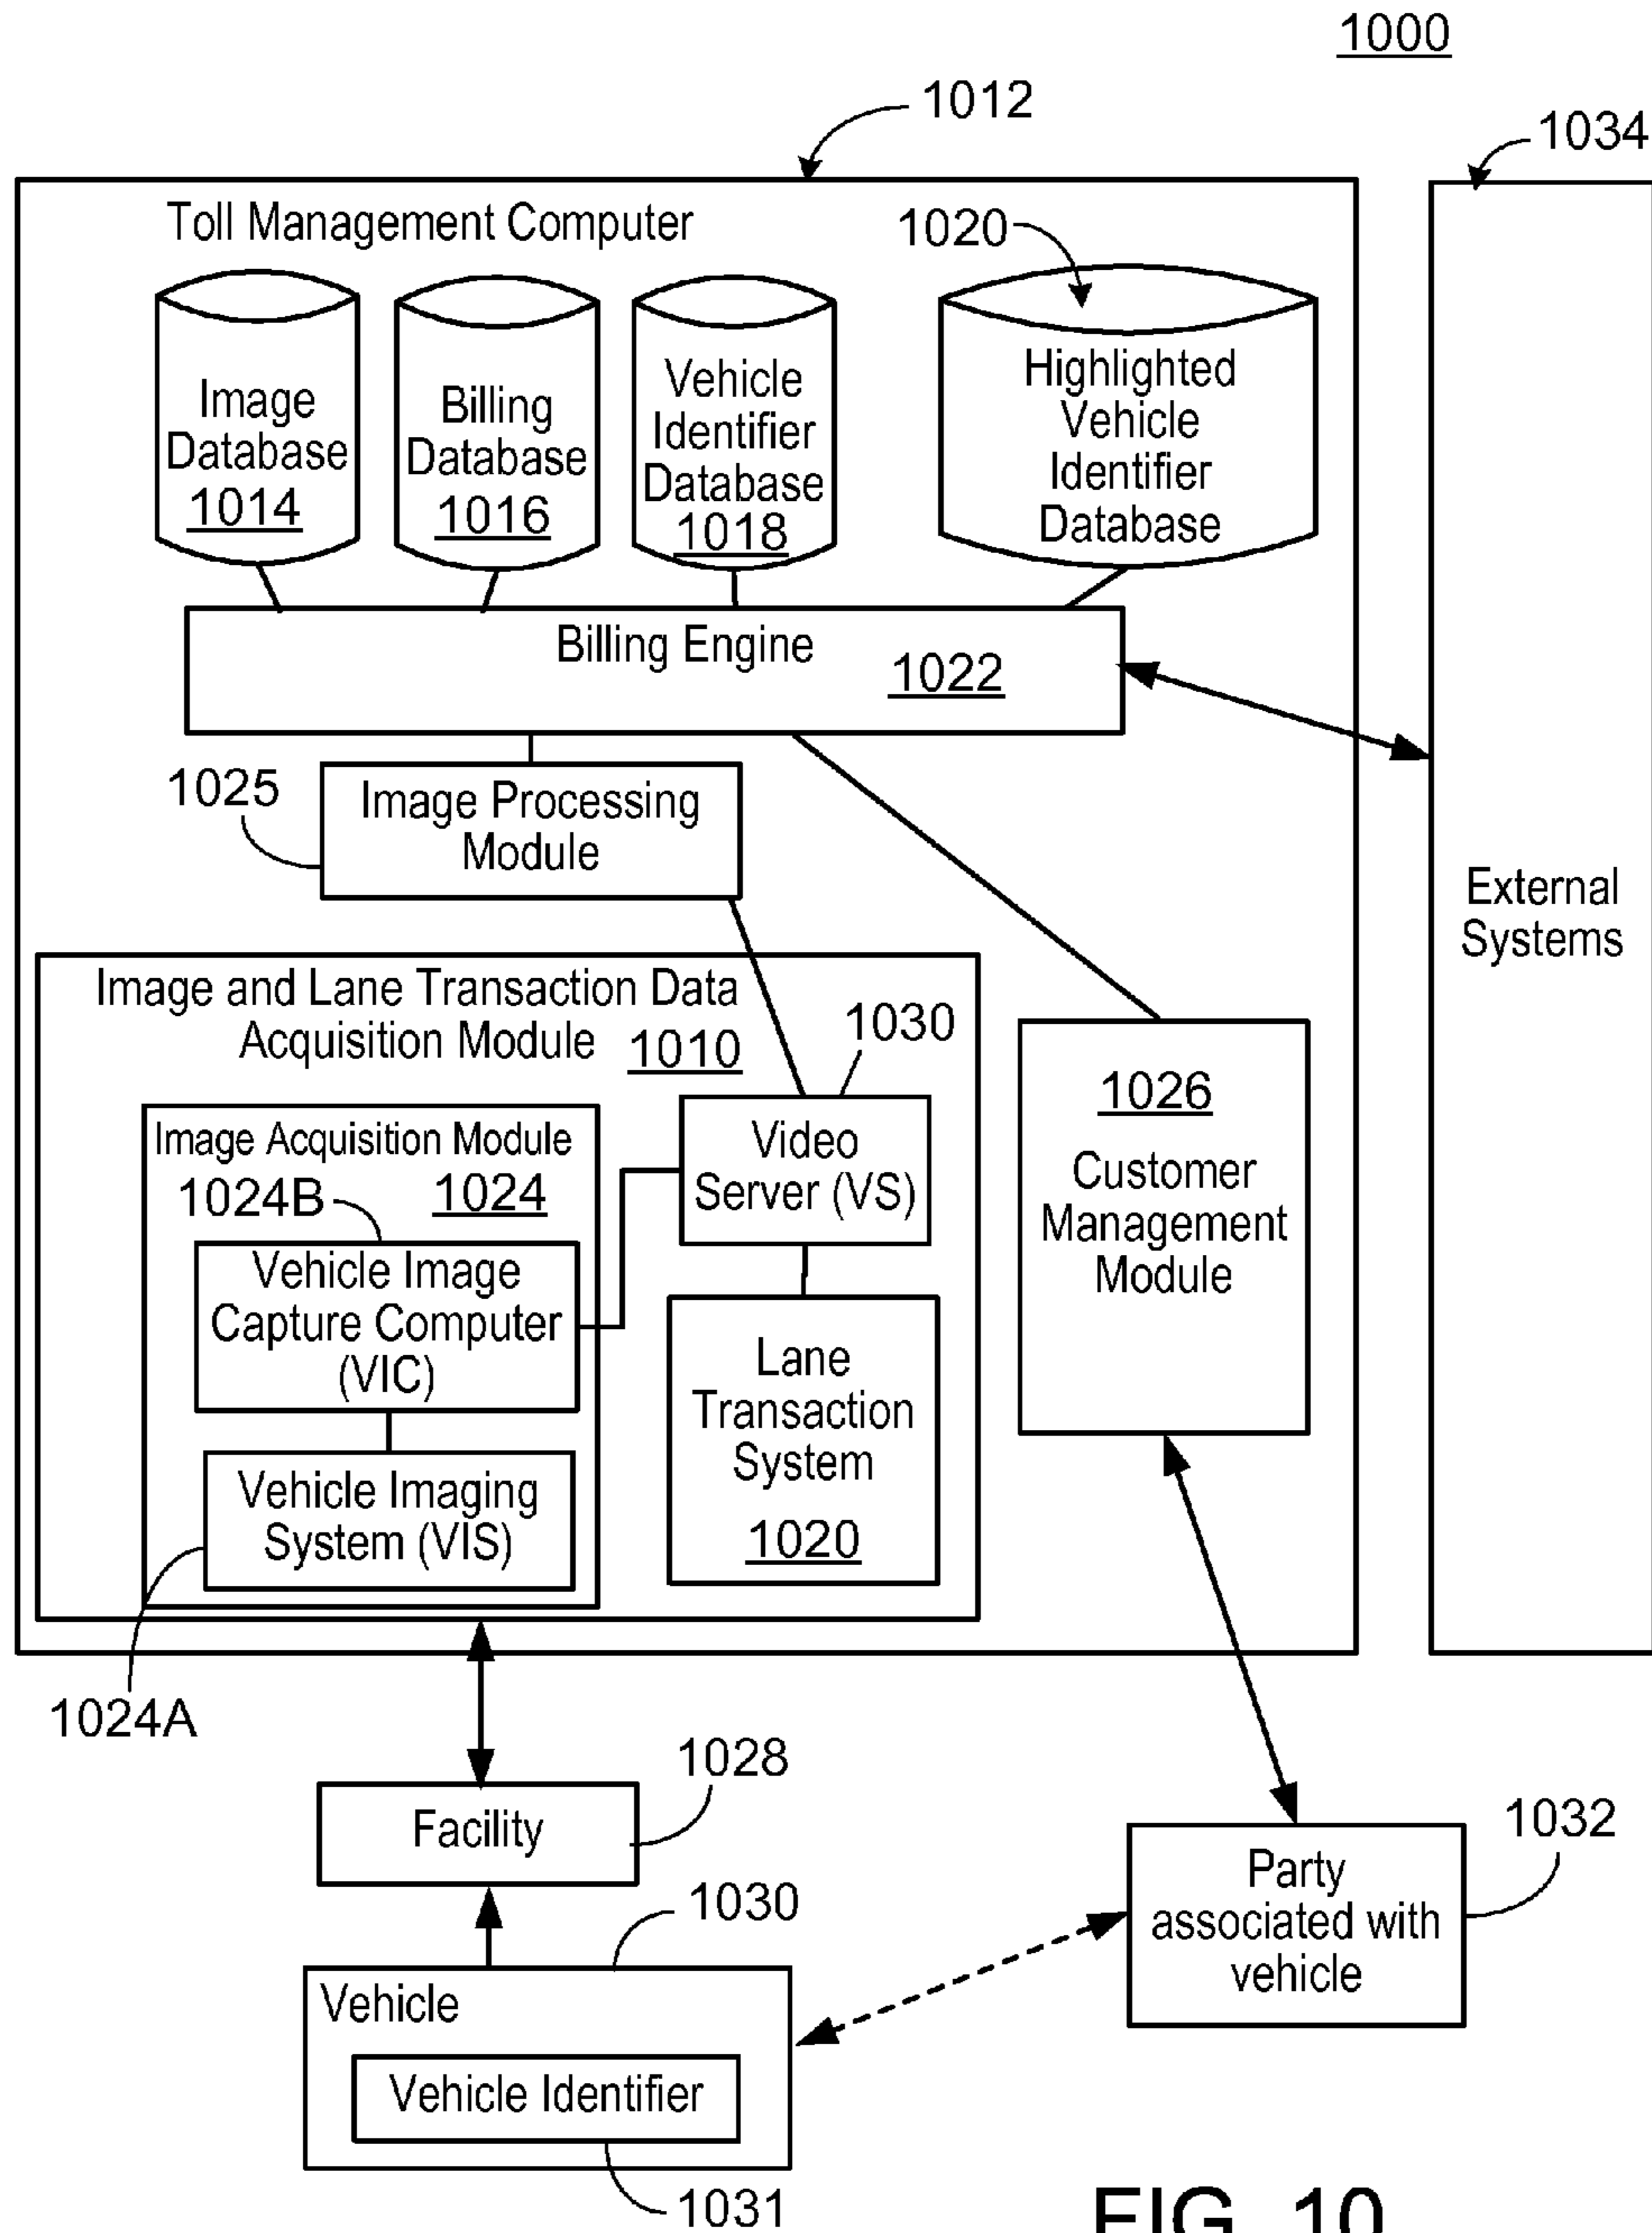 1000
1012
1034
Toll Management Computer
1020
Image
Database
1014
Billing
Database
1016
Vehicle
Identifier
Database
1018
Highlighted
Vehicle
Identifier
Database
Billing Engine
1022
1025
Image Processing
Module
External
Systems
Image and Lane Transaction Data
Acquisition Module 1010
1030
Image Acquisition Module
1024B
1024
Video
Server (VS)
1026
Customer
Management
Module
Vehicle Image
Capture Computer
(VIC)
Lane
Transaction
System
1020
Vehicle Imaging
System (VIS)
1024A
1028
Facility
1032
Party
associated with
vehicle
1030
Vehicle
Vehicle Identifier
1031
FIG. 10